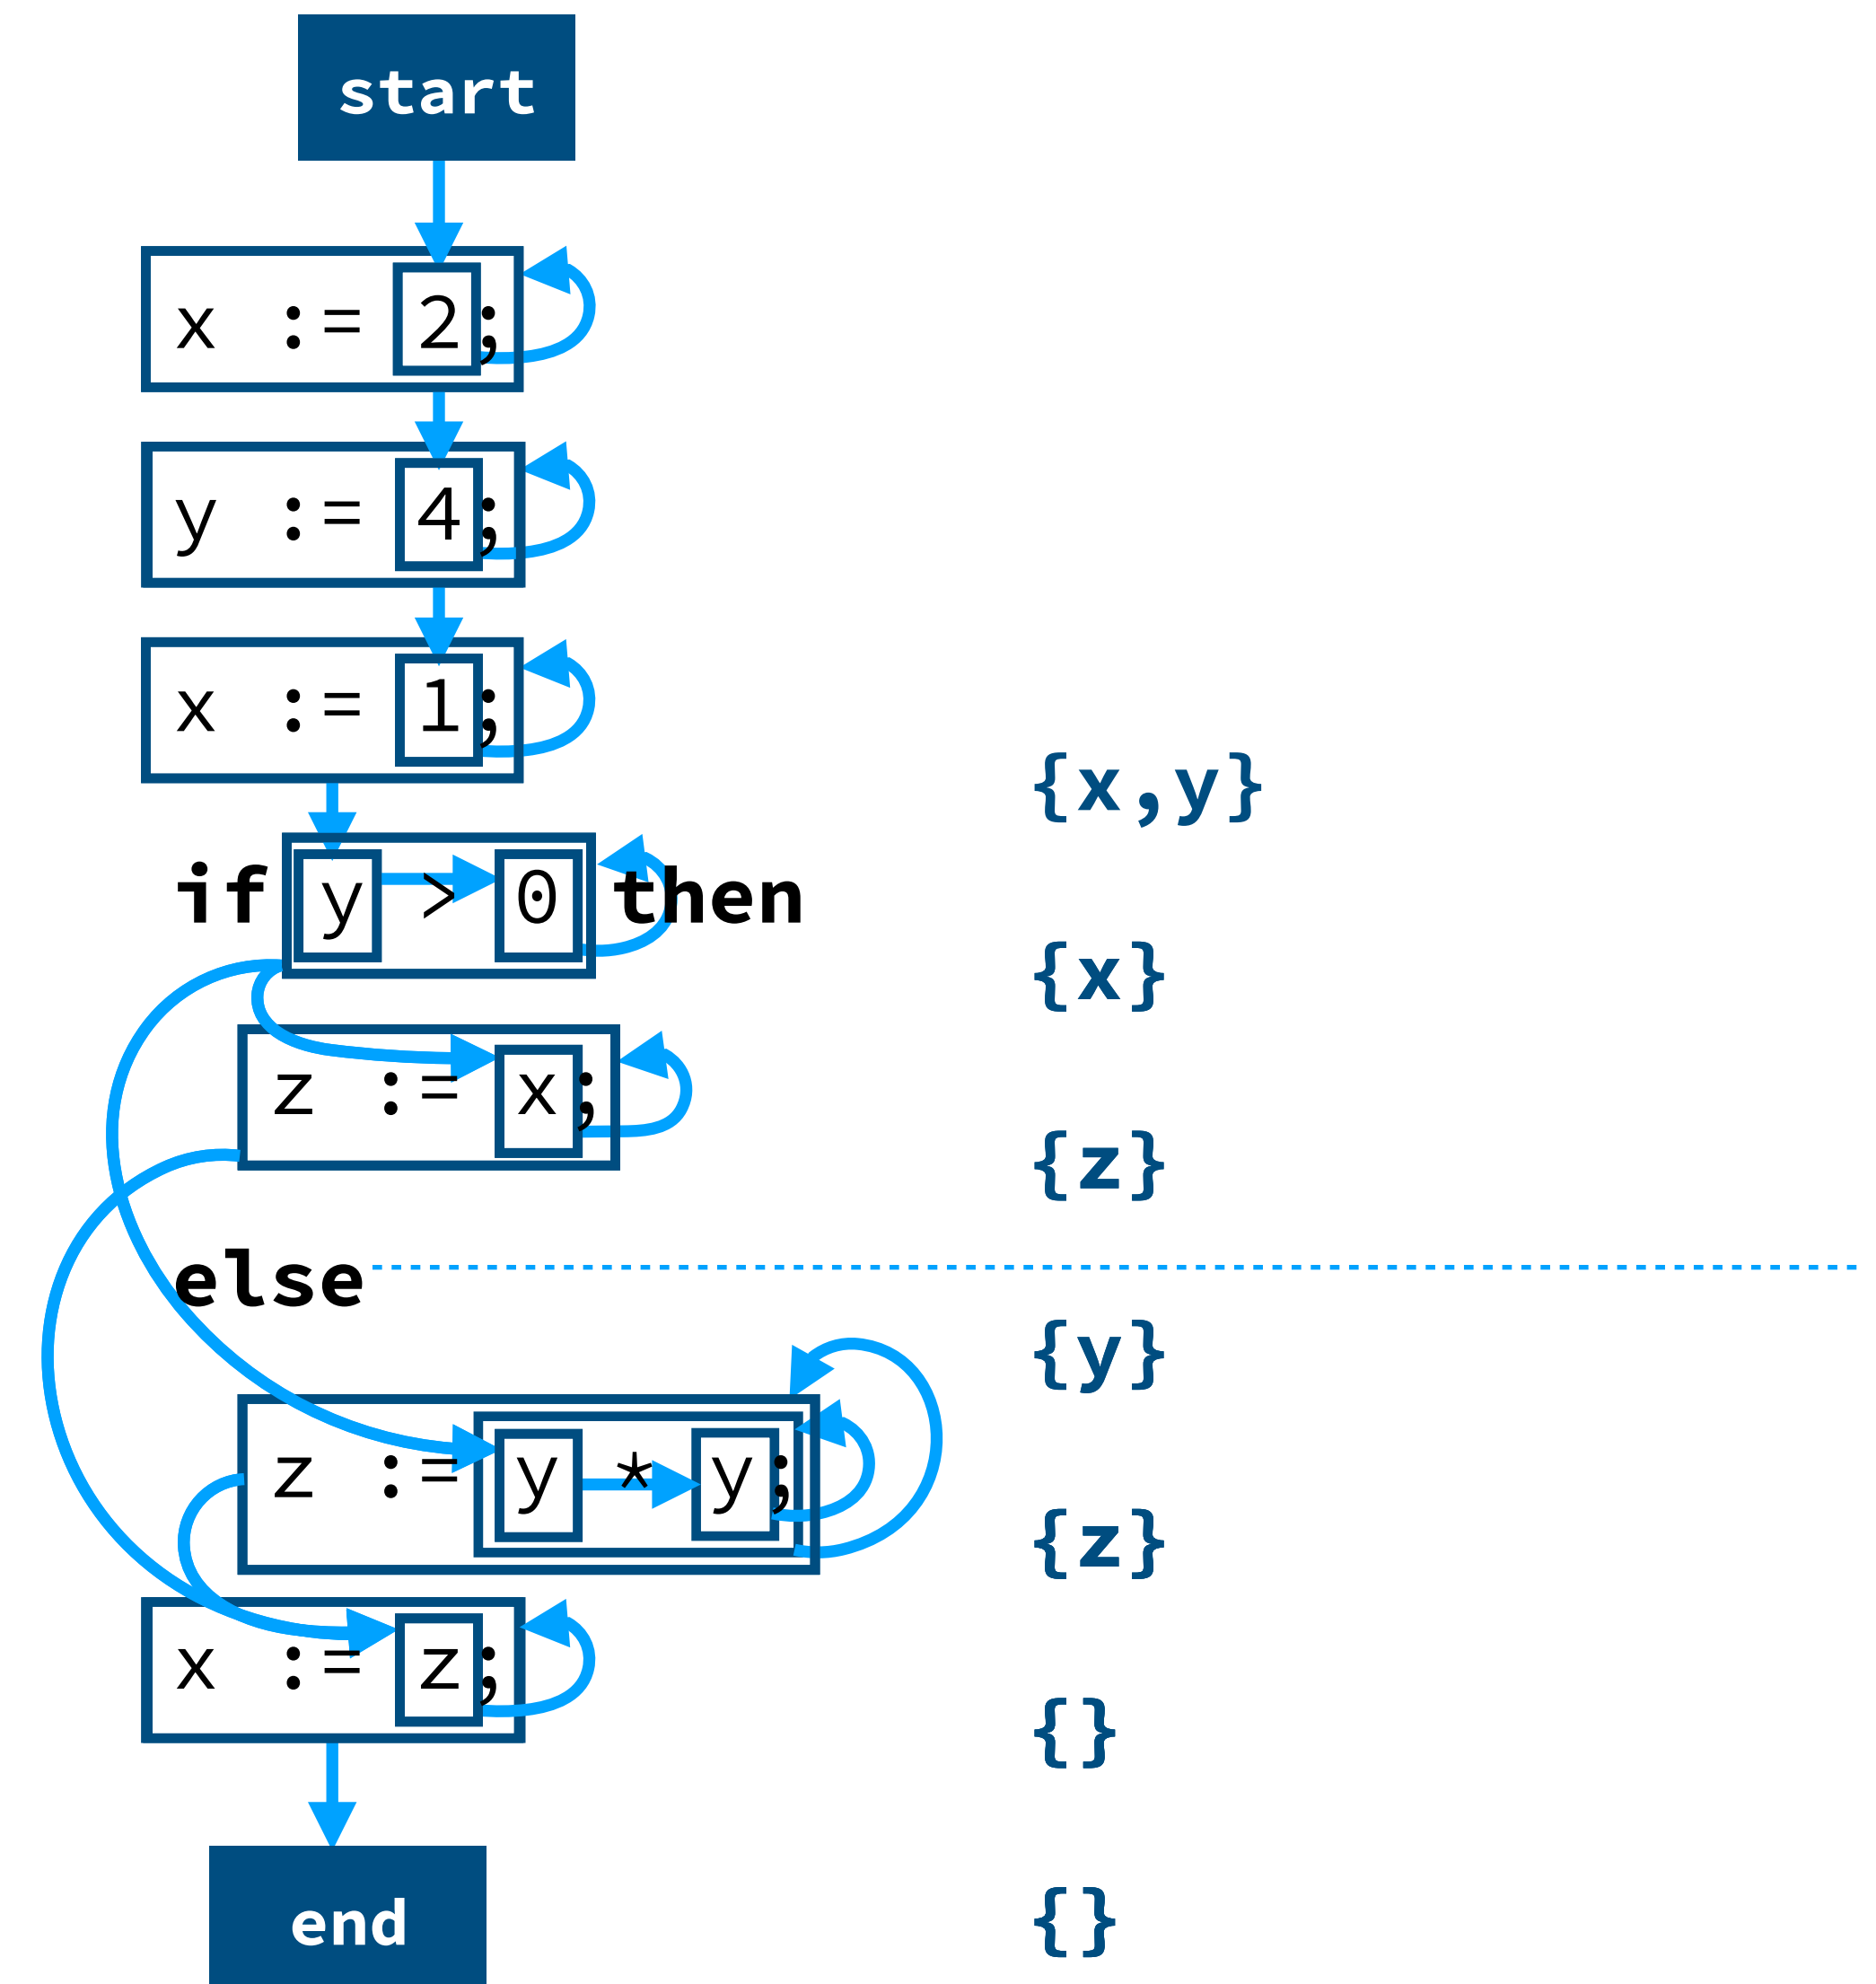 start
x := 2;
y := 4;
x := 1;
{x,y}
if y > 0 then
{x}
z := x;
{z}
else
{y}
z := y * y;
{z}
x := z;
{}
end
{}